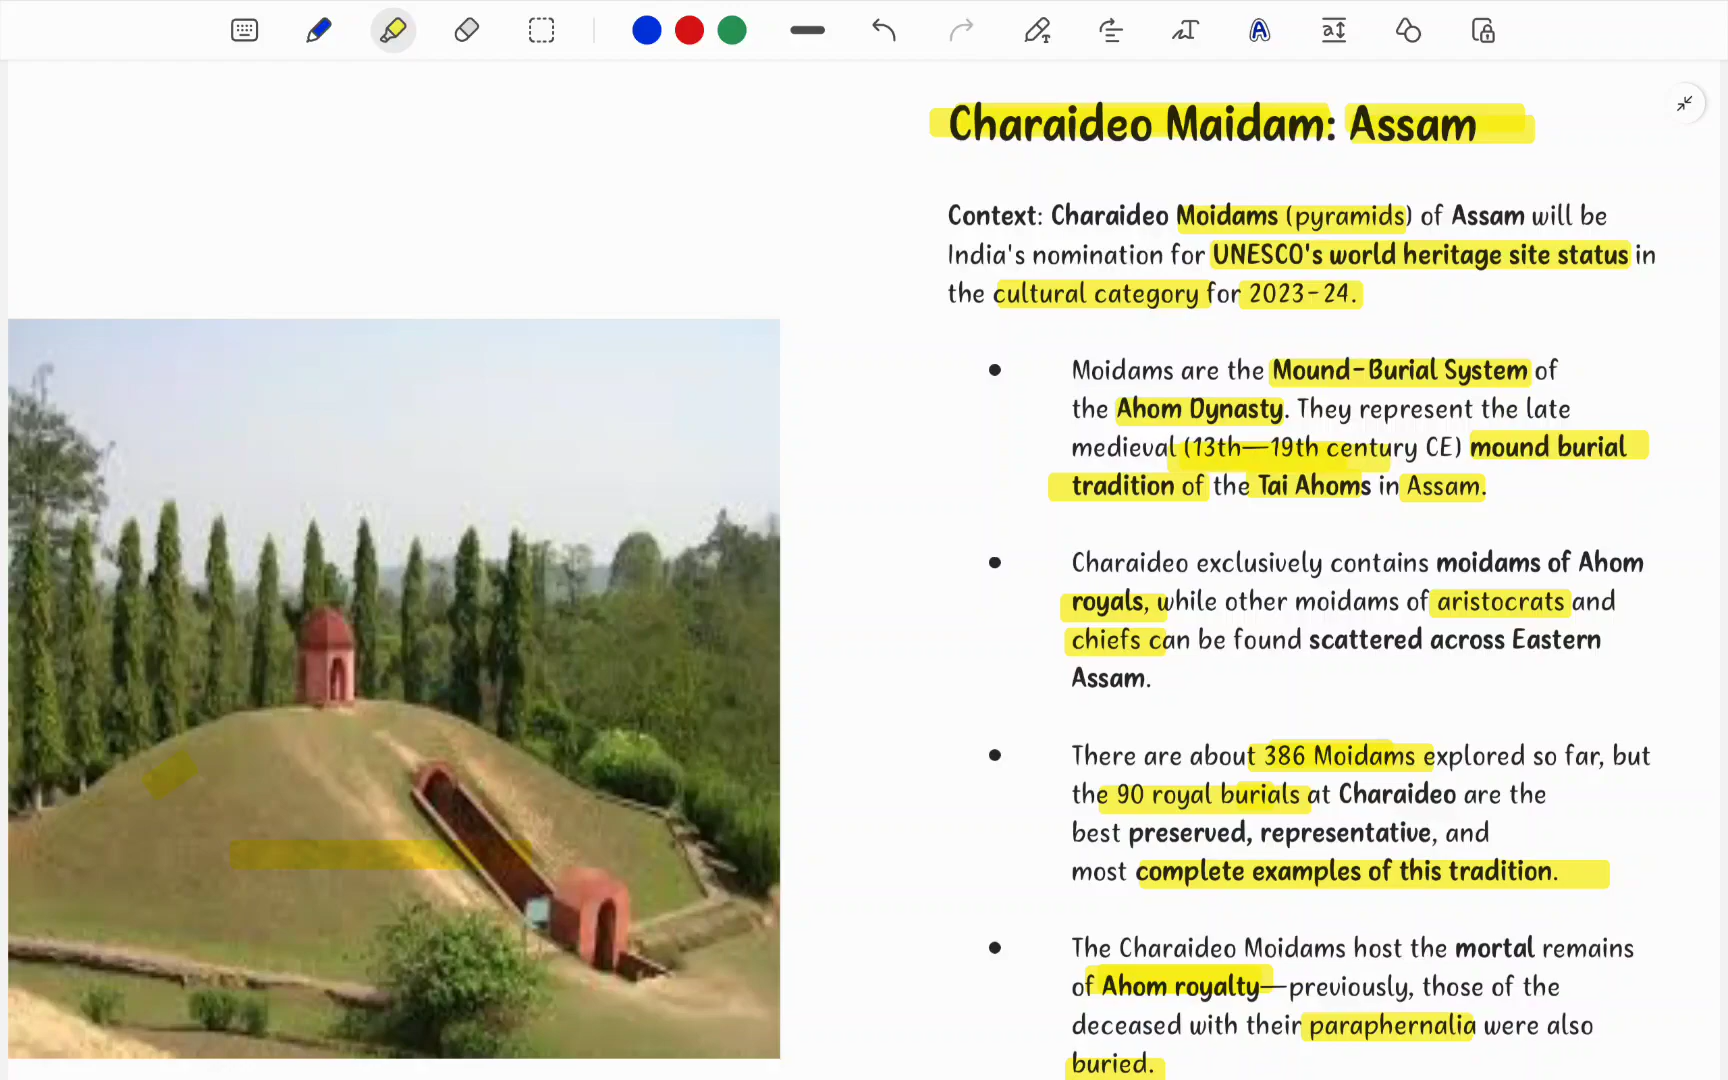 Charaideo Maidam: Assam
Context: Charaideo Moidams (pyramids) of Assam will be
India's nomination for UNESCO's world heritage site status in
the cultural category for 2023-24.
• Moidams are the Mound-Burial System of
the Ahom Dynasty. They represent the late
medieval (13th—19th century CE) mound burial
tradition of the Tai Ahoms in Assam.
• Charaideo exclusively contains moidams of Ahom
royals, while other moidams of aristocrats and
chiefs can be found scattered across Eastern
Assam.
• There are about 386 Moidams explored so far, but
the 90 royal burials at Charaideo are the
best preserved, representative, and
most complete examples of this tradition.
• The Charaideo Moidams host the mortal remains
of Ahom royalty—previously, those of the
deceased with their paraphernalia were also
buried.